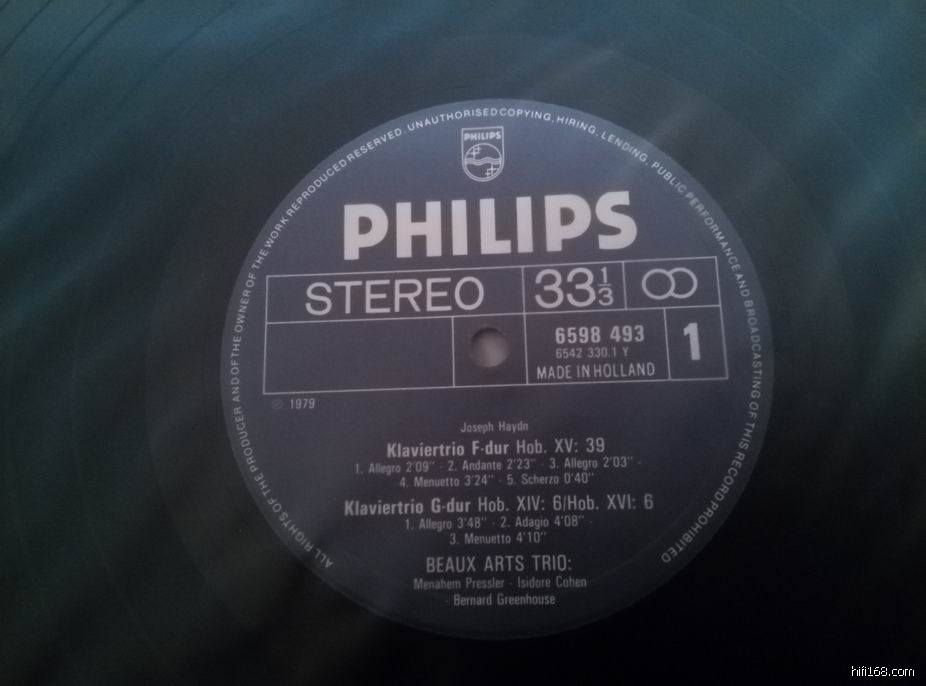 ALL RIGHTS OF THE PRODUCER AND OF THE OWNER OF THE WORK REPRODUCED RESERVED. UNAUTHORISED COPYING, HIRING, LENDING, PUBLIC PERFORMANCE AND BROADCASTING OF THIS RECORD PROHIBITED
PHILIPS
PHILIPS
STEREO 33 1/3
6598 493 1
6542 330.1 Y
MADE IN HOLLAND
℗ 1979
Joseph Haydn
Klaviertrio F-dur Hob. XV: 39
1. Allegro 2'09'' · 2. Andante 2'23'' · 3. Allegro 2'03'' ·
4. Menuetto 3'24'' · 5. Scherzo 0'40''
Klaviertrio G-dur Hob. XIV: 6/Hob. XVI: 6
1. Allegro 3'48'' · 2. Adagio 4'08'' ·
3. Menuetto 4'10''
BEAUX ARTS TRIO:
Menahem Pressler · Isidore Cohen
· Bernard Greenhouse
hifi168.com